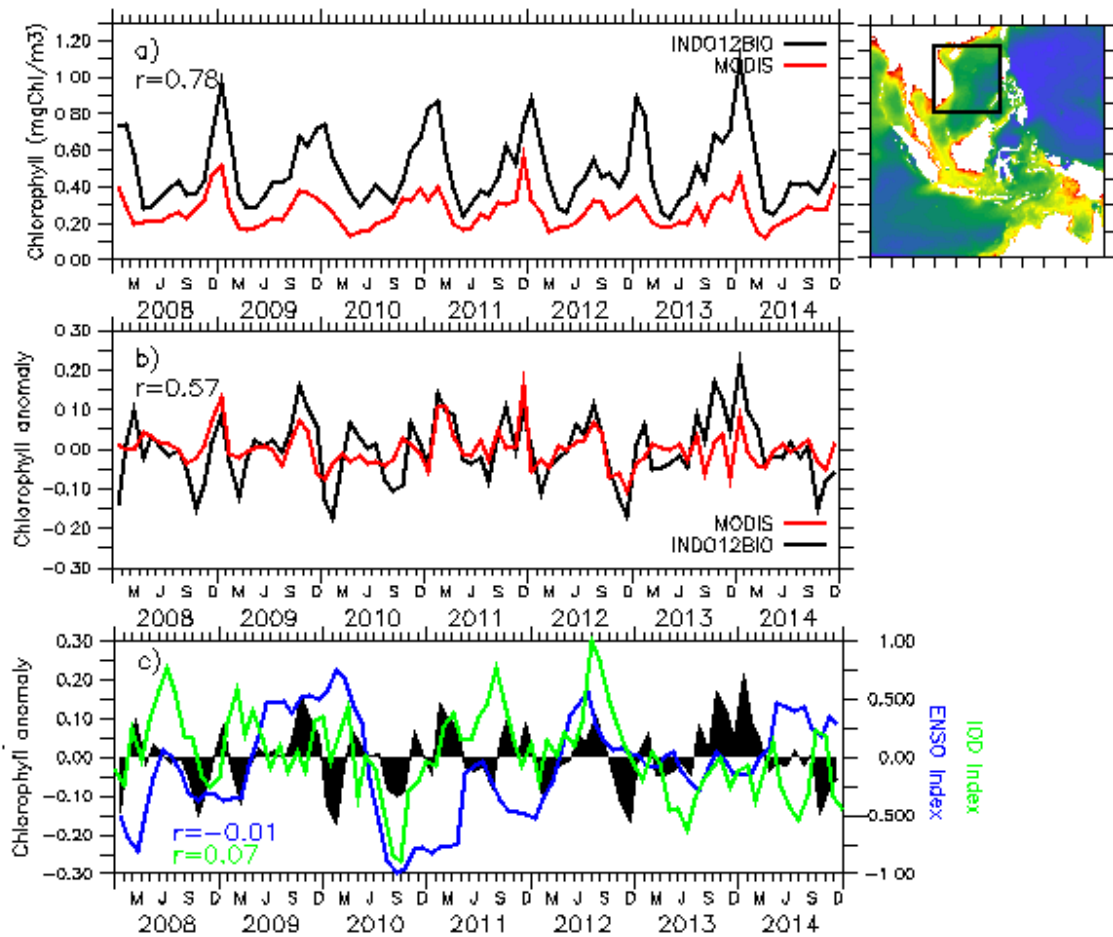 a)
r=0.78
INDO12BIO
MODIS
Chlorophyll (mgChl/m3)
1.20
1.00
0.80
0.60
0.40
0.20
0.00
M J S D M J S D M J S D M J S D M J S D M J S D M J S D
2008 2009 2010 2011 2012 2013 2014
b)
r=0.57
MODIS
INDO12BIO
Chlorophyll anomaly
0.30
0.20
0.10
0.00
-0.10
-0.20
-0.30
M J S D M J S D M J S D M J S D M J S D M J S D M J S D
2008 2009 2010 2011 2012 2013 2014
c)
r=-0.01
r=0.07
Chlorophyll anomaly
0.30
0.20
0.10
0.00
-0.10
-0.20
-0.30
1.00
0.500
0.00
-0.500
-1.00
ENSO Index
IOD Index
M J S D M J S D M J S D M J S D M J S D M J S D M J S D
2008 2009 2010 2011 2012 2013 2014